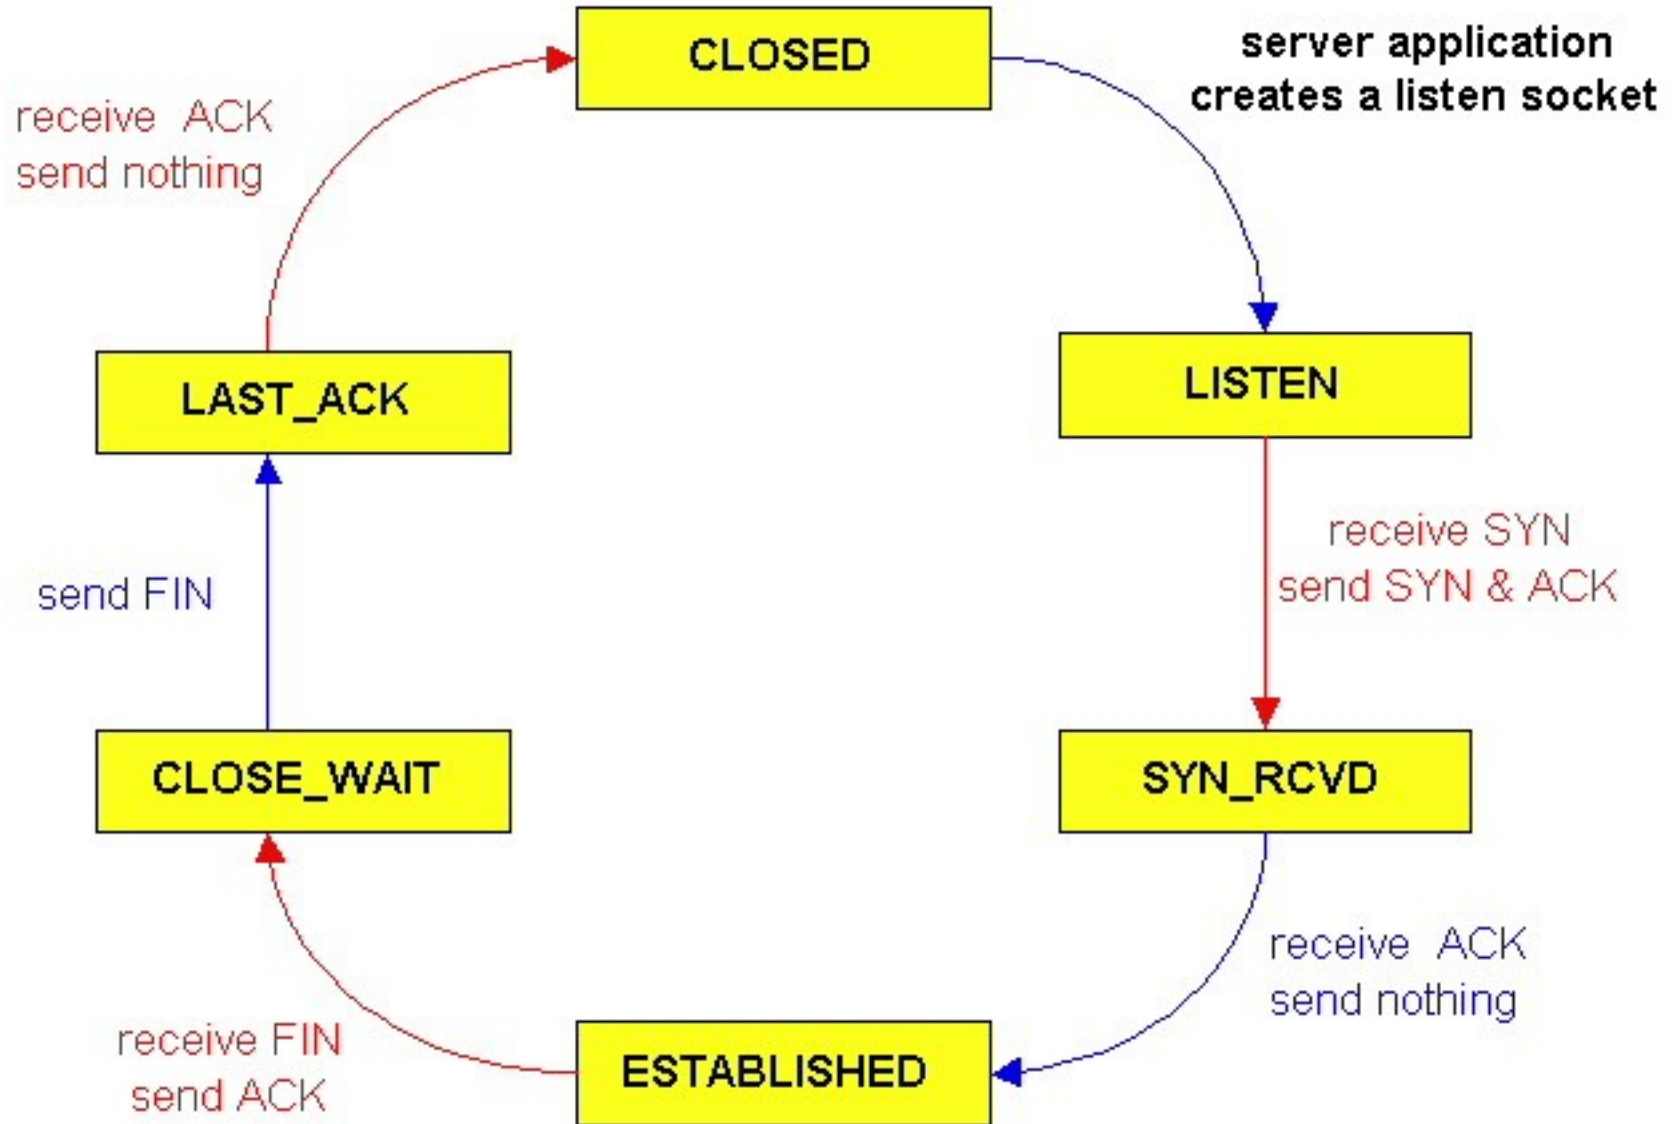 CLOSED
server application
creates a listen socket
receive ACK
send nothing
LISTEN
LAST_ACK
receive SYN
send SYN & ACK
send FIN
CLOSE_WAIT
SYN_RCVD
receive ACK
send nothing
receive FIN
send ACK
ESTABLISHED